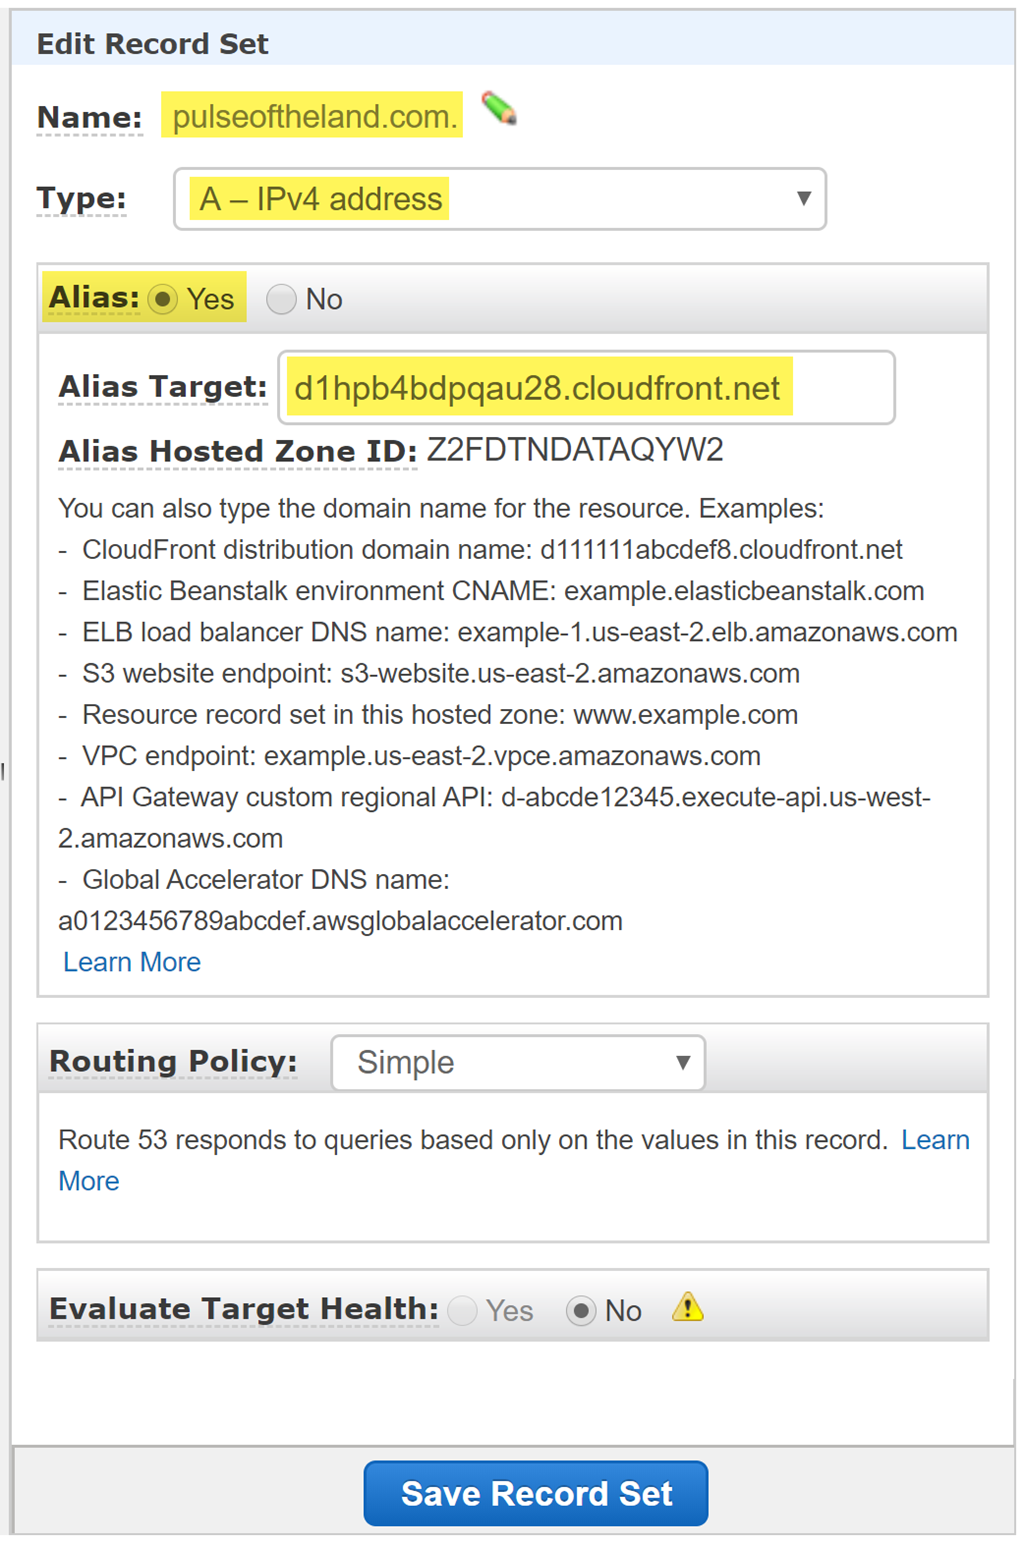 Edit Record Set
Name: pulseoftheland.com.
Type: A – IPv4 address
Alias: Yes No
Alias Target: d1hpb4bdpqau28.cloudfront.net
Alias Hosted Zone ID: Z2FDTNDATAQYW2
You can also type the domain name for the resource. Examples:
- CloudFront distribution domain name: d111111abcdef8.cloudfront.net
- Elastic Beanstalk environment CNAME: example.elasticbeanstalk.com
- ELB load balancer DNS name: example-1.us-east-2.elb.amazonaws.com
- S3 website endpoint: s3-website.us-east-2.amazonaws.com
- Resource record set in this hosted zone: www.example.com
- VPC endpoint: example.us-east-2.vpce.amazonaws.com
- API Gateway custom regional API: d-abcde12345.execute-api.us-west-
2.amazonaws.com
- Global Accelerator DNS name:
a0123456789abcdef.awsglobalaccelerator.com
Learn More
Routing Policy: Simple
Route 53 responds to queries based only on the values in this record. Learn
More
Evaluate Target Health: Yes No
Save Record Set